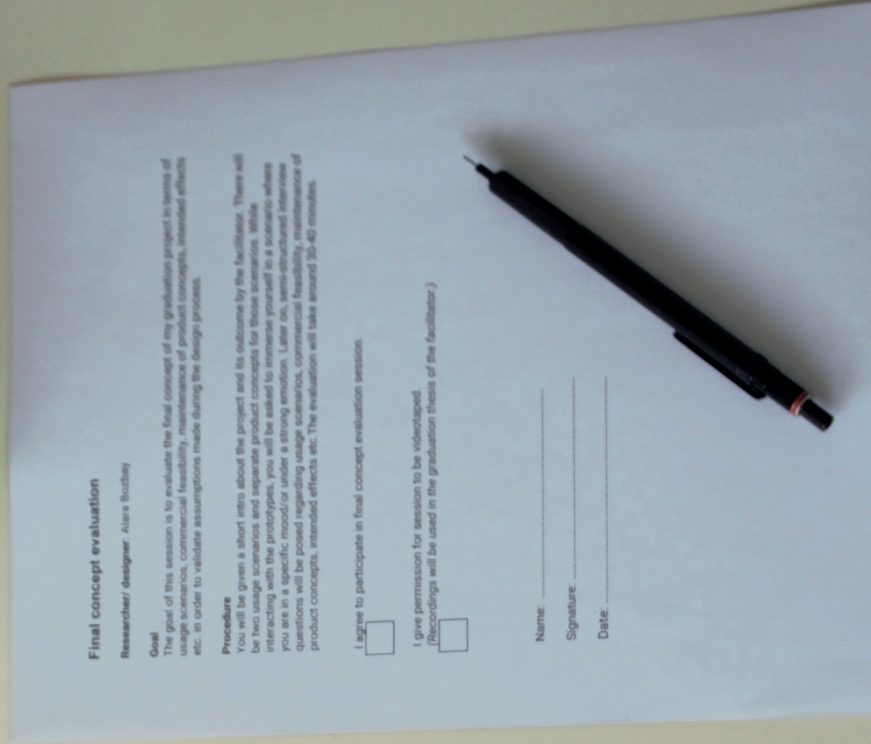 Final concept evaluation
Researcher/ designer: Alara Bozbay
Goal
The goal of this session is to evaluate the final concept of my graduation project in terms of
usage scenarios, commercial feasibility, maintenance of product concepts, intended effects
etc. in order to validate assumptions made during the design process.
Procedure
You will be given a short intro about the project and its outcome by the facilitator. There will
be two usage scenarios and separate product concepts for those scenarios. While
interacting with the prototypes, you will be asked to immerse yourself in a scenario where
you are in a specific mood/or under a strong emotion. Later on, semi-structured interview
questions will be posed regarding usage scenarios, commercial feasibility, maintenance of
product concepts, intended effects etc. The evaluation will take around 30-40 minutes.
I agree to participate in final concept evaluation session.
I give permission for session to be videotaped.
(Recordings will be used in the graduation thesis of the facilitator.)
Name:
Signature:
Date: